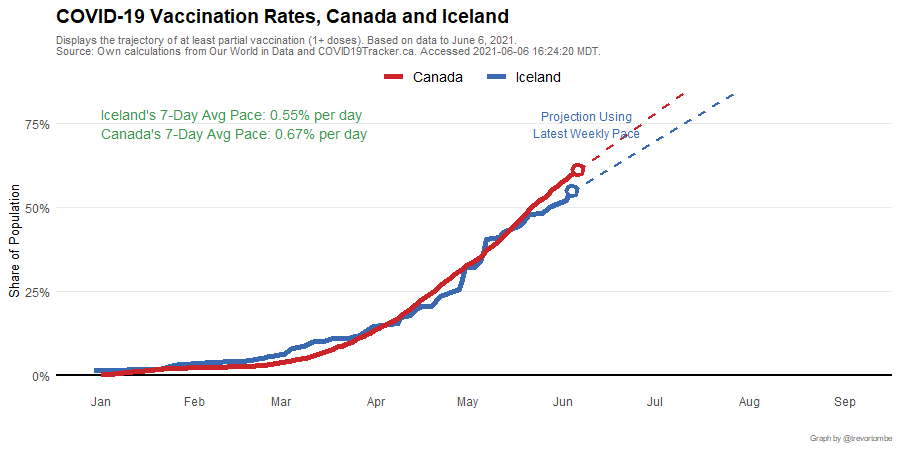 COVID-19 Vaccination Rates, Canada and Iceland
Displays the trajectory of at least partial vaccination (1+ doses). Based on data to June 6, 2021.
Source: Own calculations from Our World in Data and COVID19Tracker.ca. Accessed 2021-06-06 16:24:20 MDT.
Canada Iceland
Iceland's 7-Day Avg Pace: 0.55% per day
Canada's 7-Day Avg Pace: 0.67% per day
Projection Using
Latest Weekly Pace
Share of Population
75%
50%
25%
0%
Jan Feb Mar Apr May Jun Jul Aug Sep
Graph by @trevortombe